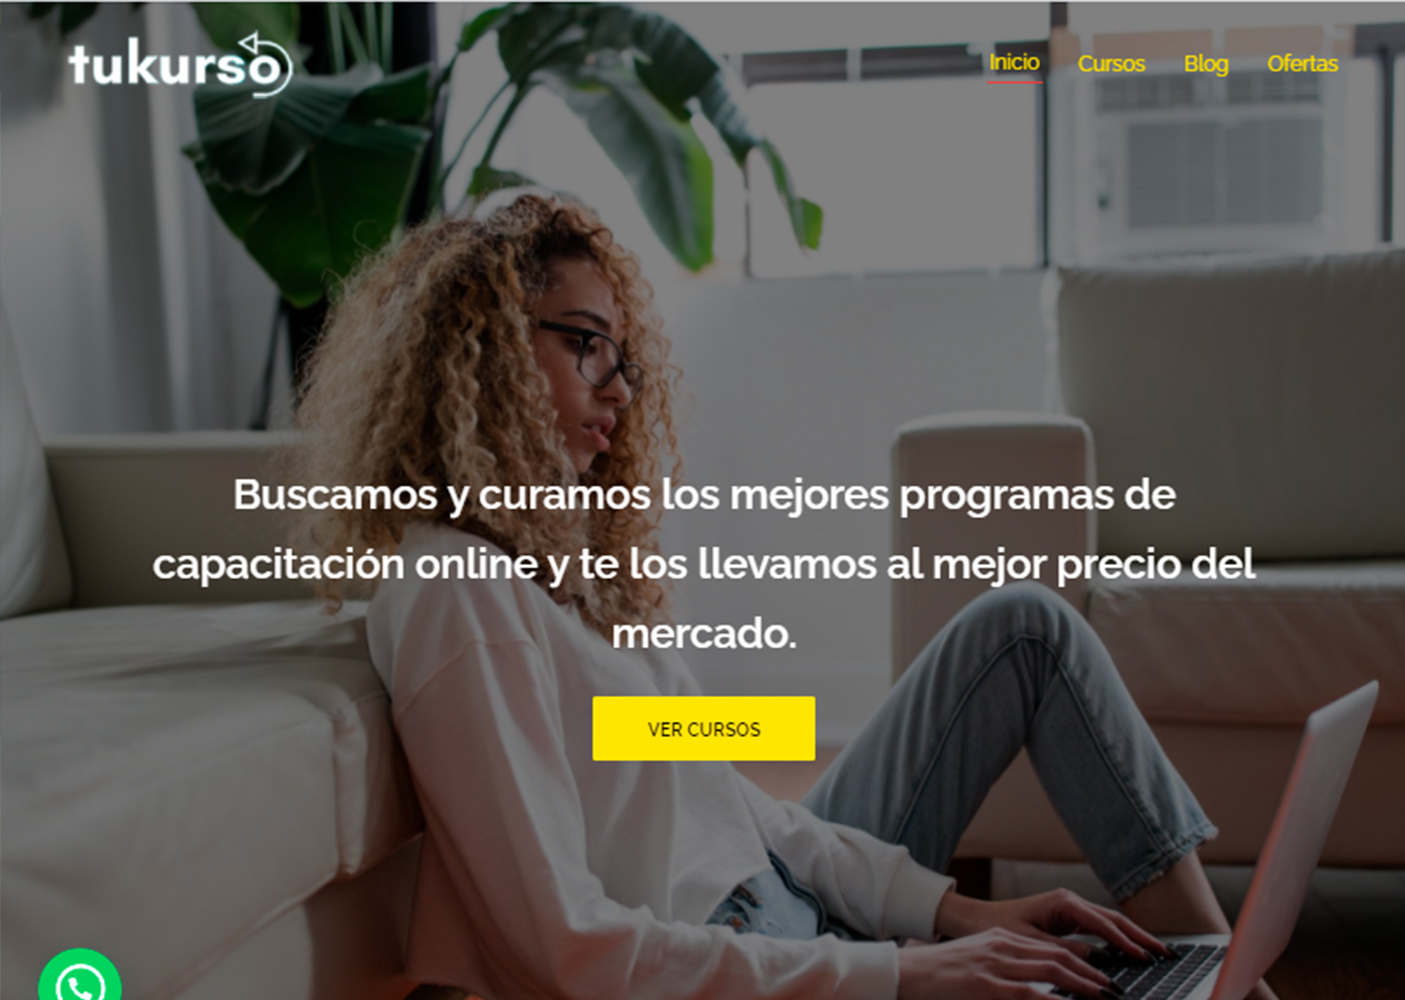 tukurso
Inicio Cursos Blog Ofertas
Buscamos y curamos los mejores programas de
capacitación online y te los llevamos al mejor precio del
mercado.
VER CURSOS